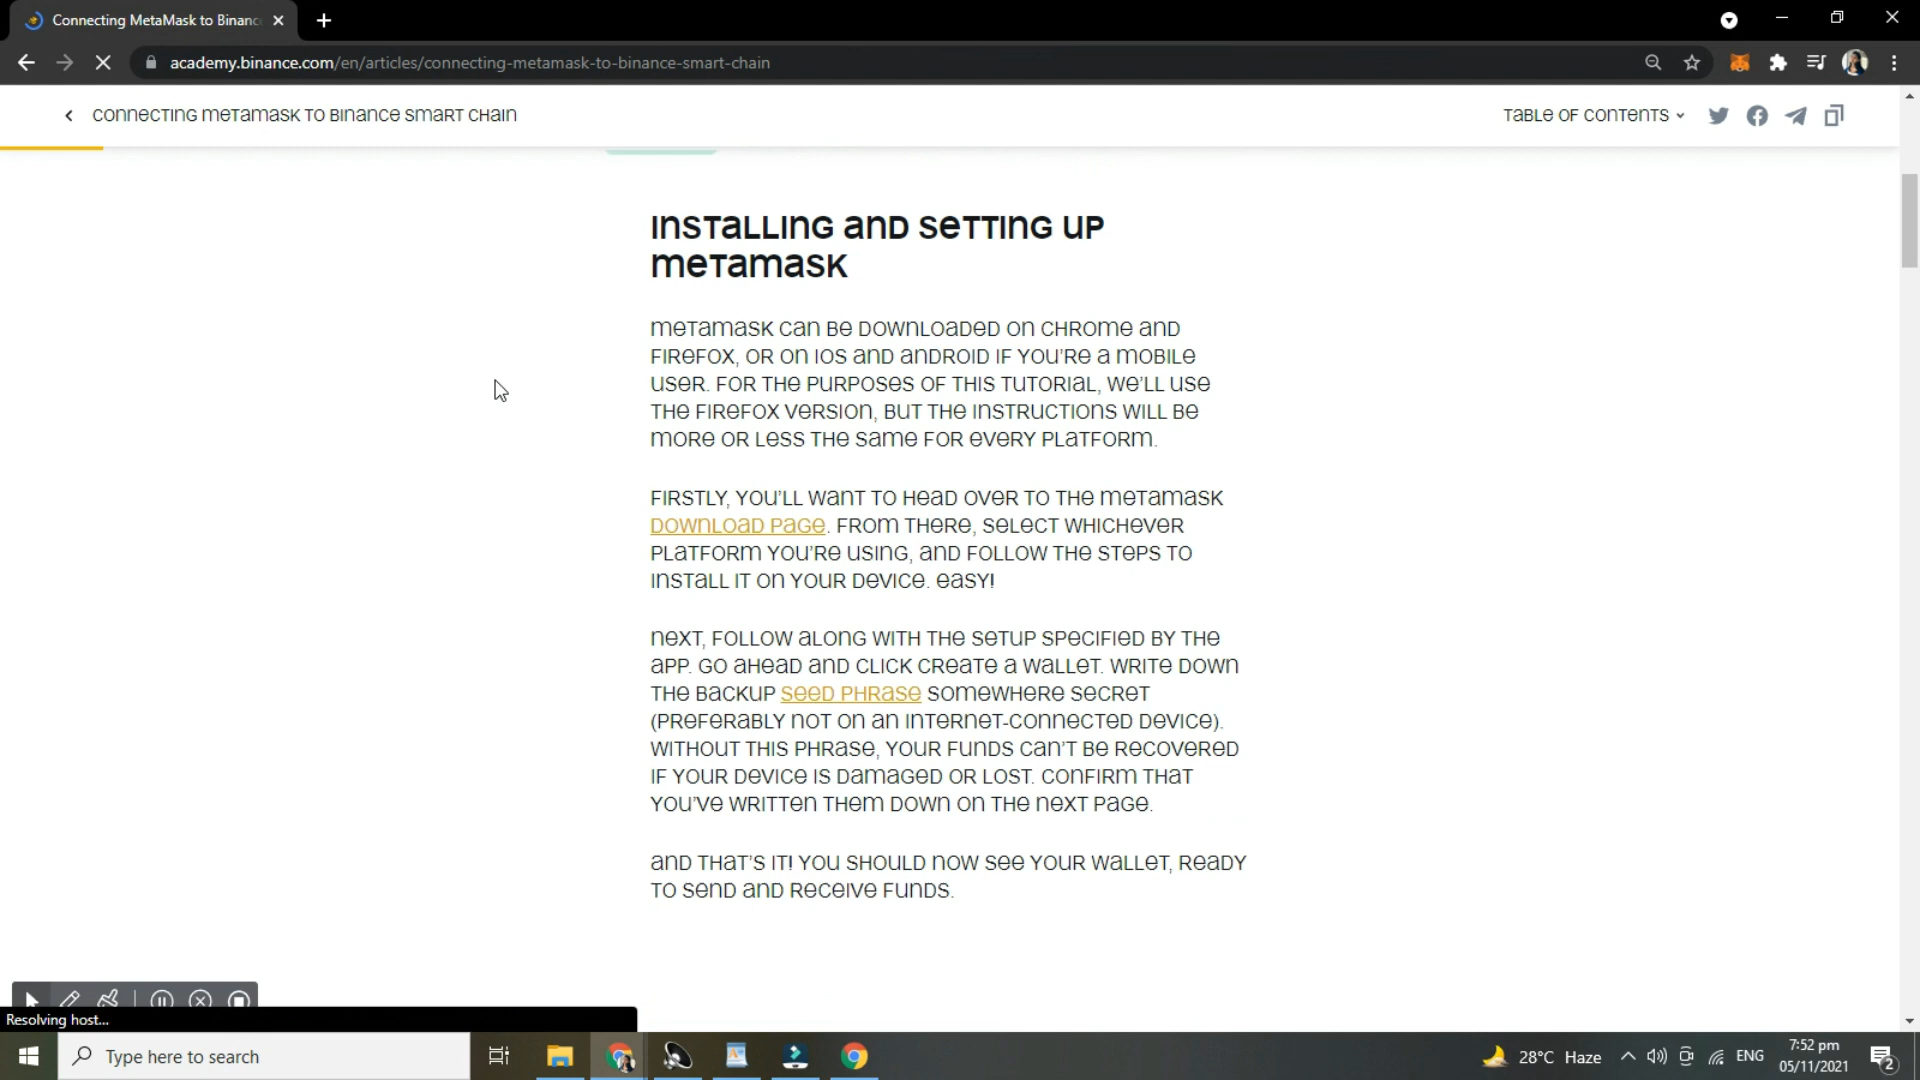 Connecting MetaMask to Binanc
academy.binance.com/en/articles/connecting-metamask-to-binance-smart-chain
Connecting MetaMask to Binance Smart Chain
Table of Contents
Installing and setting up
MetaMask
MetaMask can be downloaded on Chrome and
Firefox, or on iOS and Android if you're a mobile
user. For the purposes of this tutorial, we'll use
the Firefox version, but the instructions will be
more or less the same for every platform.
Firstly, you'll want to head over to the MetaMask
download page. From there, select whichever
platform you're using, and follow the steps to
install it on your device. Easy!
Next, follow along with the setup specified by the
app. Go ahead and click Create a Wallet. Write down
the backup seed phrase somewhere secret
(preferably not on an internet-connected device).
Without this phrase, your funds can't be recovered
if your device is damaged or lost. Confirm that
you've written them down on the next page.
And that's it! You should now see your wallet, ready
to send and receive funds.
Resolving host...
Type here to search
28°C Haze
ENG
7:52 pm
05/11/2021
2